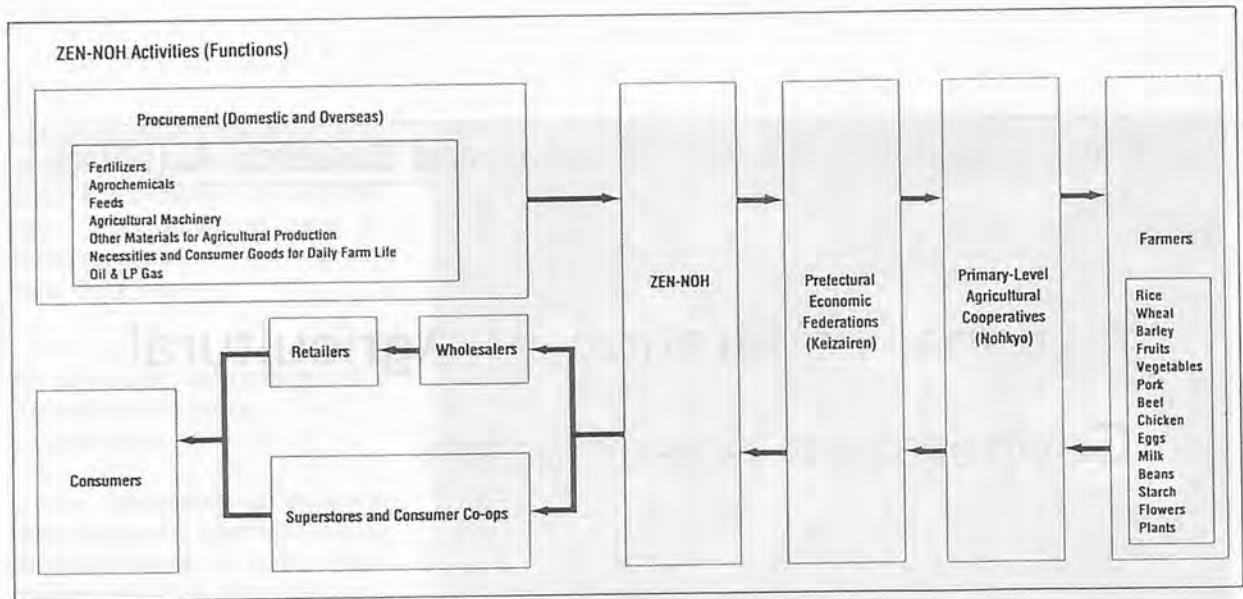 ZEN-NOH Activities (Functions)
Procurement (Domestic and Overseas)
Fertilizers
Agrochemicals
Feeds
Agricultural Machinery
Other Materials for Agricultural Production
Necessities and Consumer Goods for Daily Farm Life
Oil & LP Gas
Retailers
Wholesalers
Consumers
Superstores and Consumer Co-ops
ZEN-NOH
Prefectural
Economic
Federations
(Keizairen)
Primary-Level
Agricultural
Cooperatives
(Nohkyo)
Farmers
Rice
Wheat
Barley
Fruits
Vegetables
Pork
Beef
Chicken
Eggs
Milk
Beans
Starch
Flowers
Plants